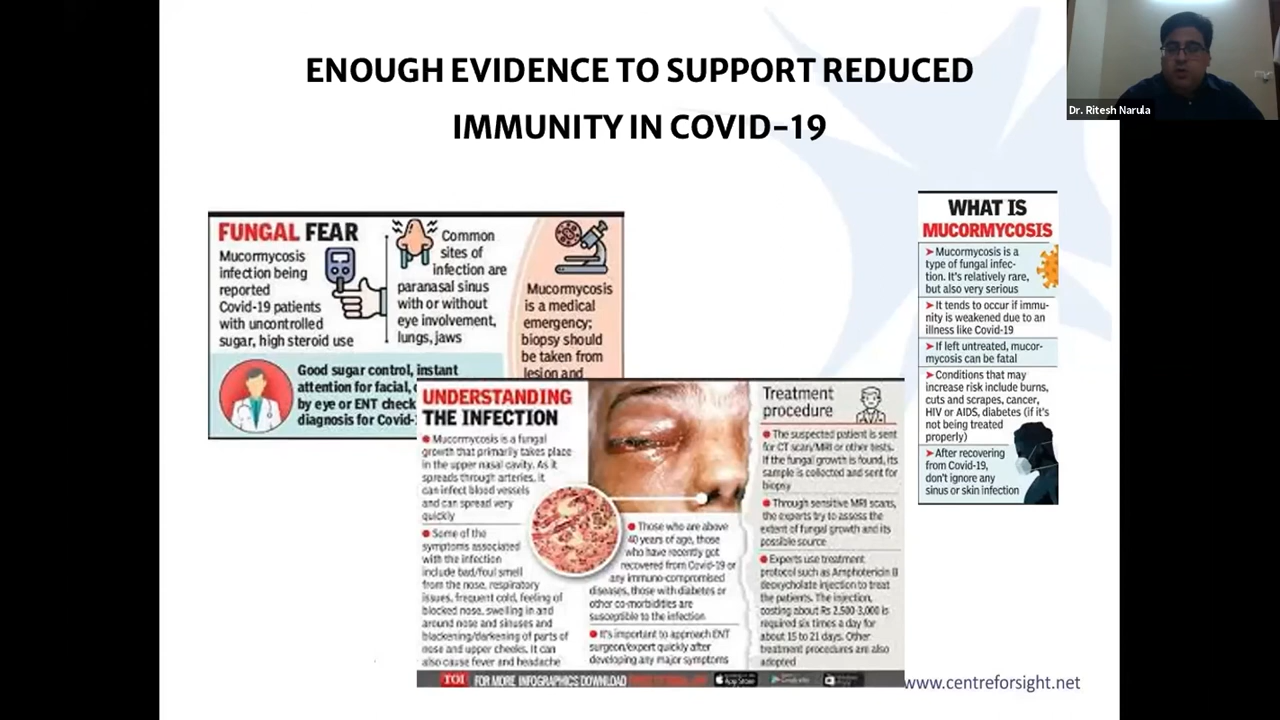 ENOUGH EVIDENCE TO SUPPORT REDUCED
IMMUNITY IN COVID-19
Dr. Ritesh Narula
FUNGAL FEAR
Mucormycosis
infection being
reported
Covid-19 patients
with uncontrolled
sugar, high steroid use
Common
sites of
infection are
paranasal sinus
with or without
eye involvement,
lungs, jaws
Mucormycosis
is a medical
emergency;
biopsy should
be taken from
lesion and
Good sugar control, instant
attention for facial,
by eye or ENT check
diagnosis for Covid-
UNDERSTANDING
THE INFECTION
Mucormycosis is a fungal
growth that primarily takes place
in the upper nasal cavity. As it
spreads through arteries, it
can infect blood vessels
and can spread very
quickly
Some of the
symptoms associated
with the infection
include bad/foul smell
from the nose, respiratory
issues, frequent cold, feeling of
blocked nose, swelling in and
around nose and sinuses and
blackening/darkening of parts of
nose and upper cheeks. It can
also cause fever and headache
Those who are above
40 years of age, those
who have recently got
recovered from Covid-19 or
any immuno-compromised
diseases, those with diabetes or
other co-morbidities are
susceptible to the infection
It's important to approach ENT
surgeon/expert quickly after
developing any major symptoms
Treatment
procedure
The suspected patient is sent
for CT scan/MRI or other tests.
If the fungal growth is found, its
sample is collected and sent for
biopsy
Through sensitive MRI scans,
the experts try to assess the
extent of fungal growth and its
possible source
Experts use treatment
protocol such as Amphotericin B
deoxycholate injection to treat
the patients. The injection,
costing about Rs 2,500-3,000 is
required six times a day for
about 15 to 21 days. Other
treatment procedures are also
adopted
TOI FOR MORE INFOGRAPHICS DOWNLOAD
App Store
WHAT IS
MUCORMYCOSIS
Mucormycosis is a
type of fungal infec-
tion. It's relatively rare,
but also very serious
It tends to occur if immu-
nity is weakened due to an
illness like Covid-19
If left untreated, mucor-
mycosis can be fatal
Conditions that may
increase risk include burns,
cuts and scrapes, cancer,
HIV or AIDS, diabetes (if it's
not being treated
properly)
After recovering
from Covid-19,
don't ignore any
sinus or skin infection
www.centreforsight.net